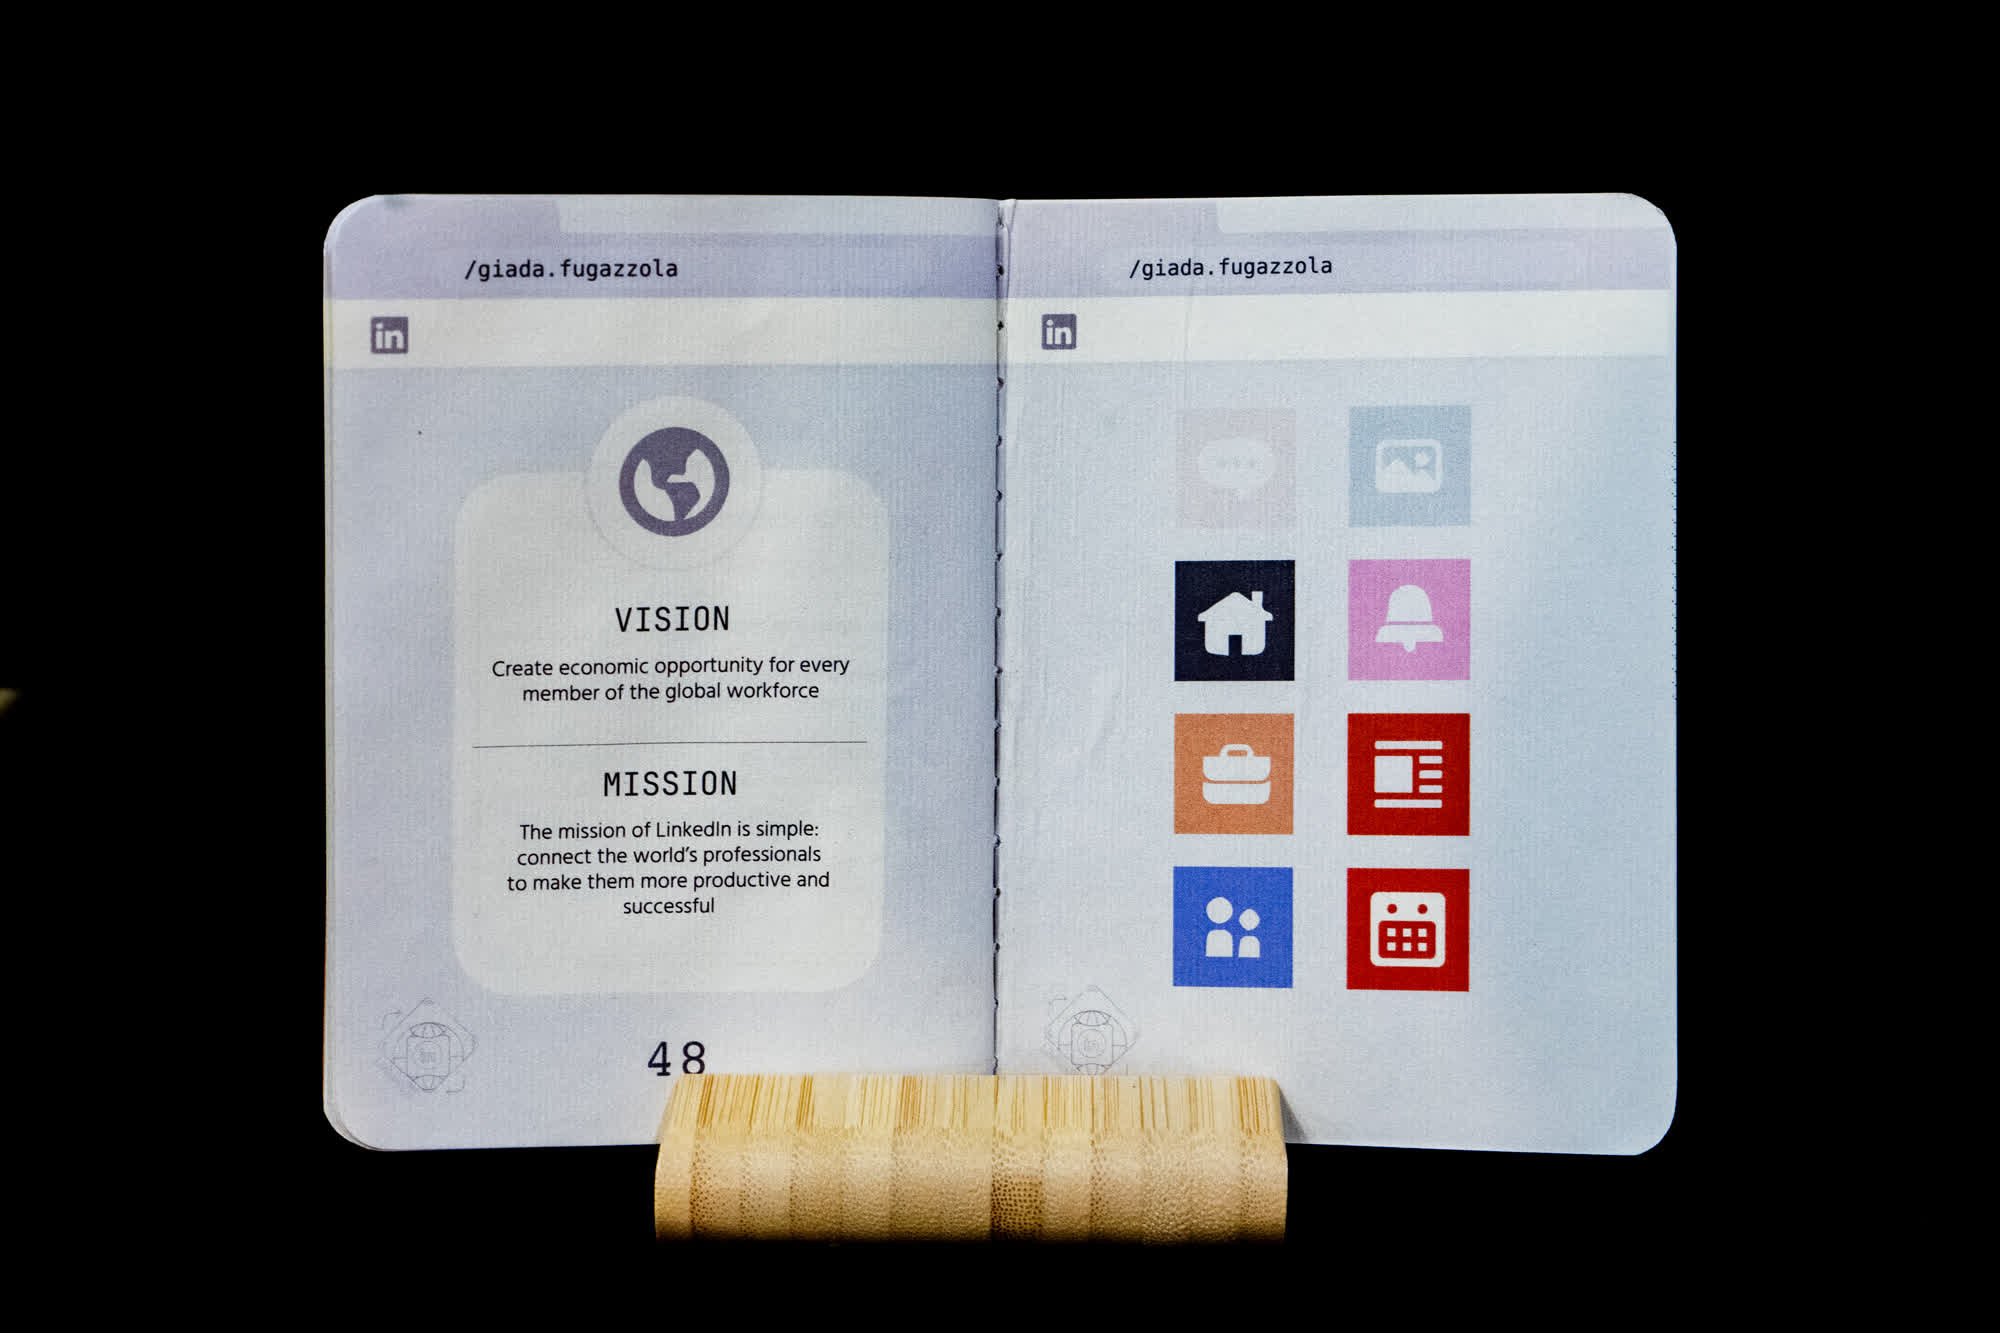 /giada.fugazzola
in
VISION
Create economic opportunity for every
member of the global workforce
MISSION
The mission of LinkedIn is simple:
connect the world’s professionals
to make them more productive and
successful
48
/giada.fugazzola
in